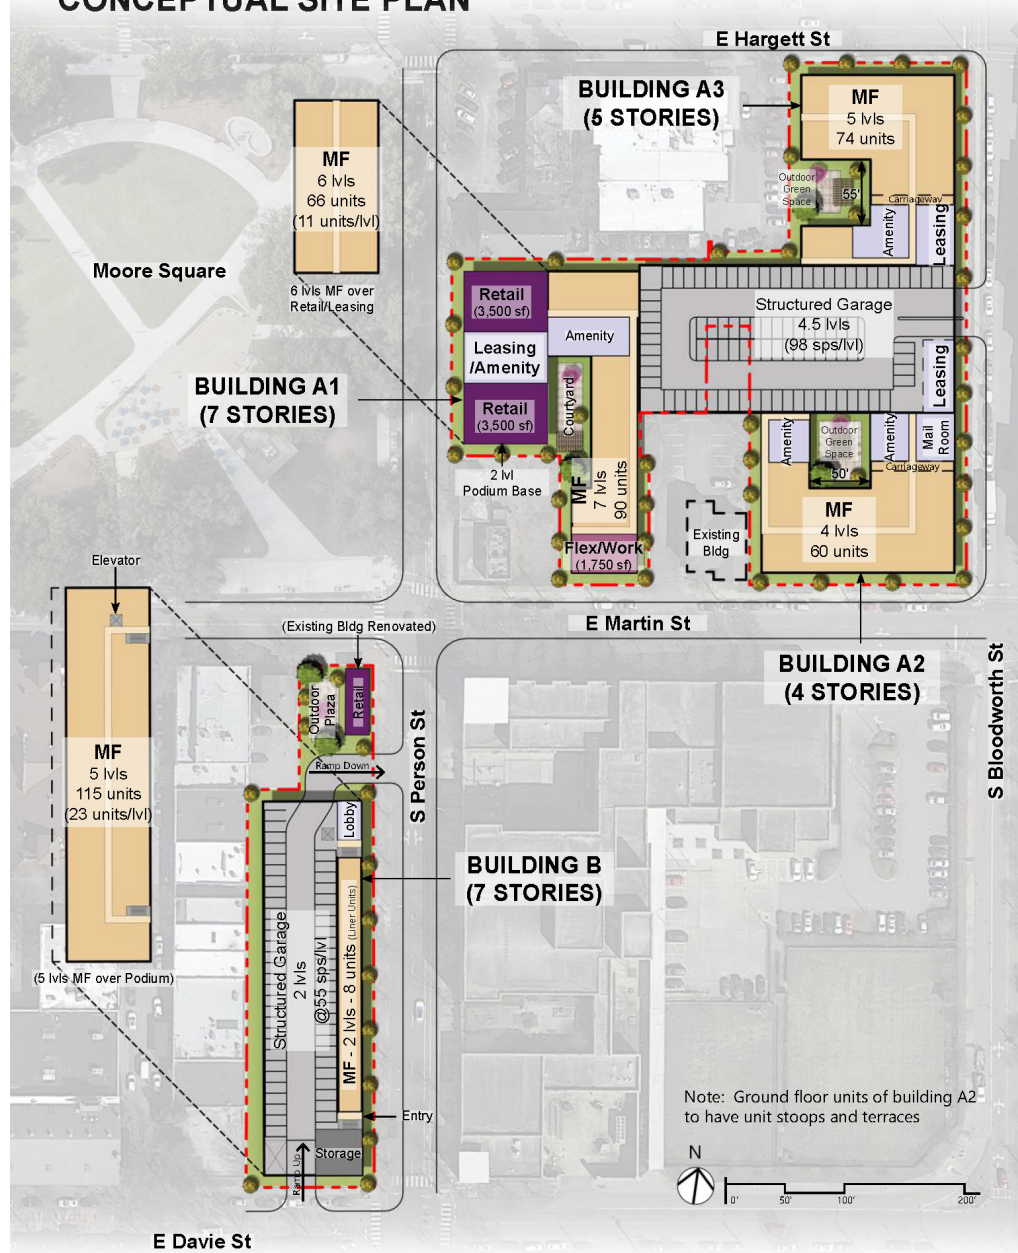 CONCEPTUAL SITE PLAN
E Hargett St
BUILDING A3
(5 STORIES)
MF
5 lvls
74 units
MF
6 lvls
66 units
(11 units/lvl)
Outdoor
Green
Space
55'
Carriageway
Amenity
Leasing
Moore Square
6 lvls MF over
Retail/Leasing
Retail
(3,500 sf)
Structured Garage
4.5 lvls
(98 sps/lvl)
Amenity
Leasing
/Amenity
Leasing
BUILDING A1
(7 STORIES)
Retail
(3,500 sf)
Courtyard
Amenity
Outdoor
Green
Space
50'
Amenity
Mail
Room
Carriageway
2 lvl
Podium Base
MF
7 lvls
90 units
MF
4 lvls
60 units
Existing
Bldg
Flex/Work
(1,750 sf)
Elevator
E Martin St
(Existing Bldg Renovated)
BUILDING A2
(4 STORIES)
S Bloodworth St
Outdoor
Plaza
Retail
S Person St
Ramp Down
MF
5 lvls
115 units
(23 units/lvl)
Lobby
BUILDING B
(7 STORIES)
Structured Garage
2 lvls
@55 sps/lvl
MF - 2 lvls - 8 units (Liner Units)
(5 lvls MF over Podium)
Entry
Storage
Ramp Up
Note: Ground floor units of building A2
to have unit stoops and terraces
N
0' 50' 100' 200'
E Davie St